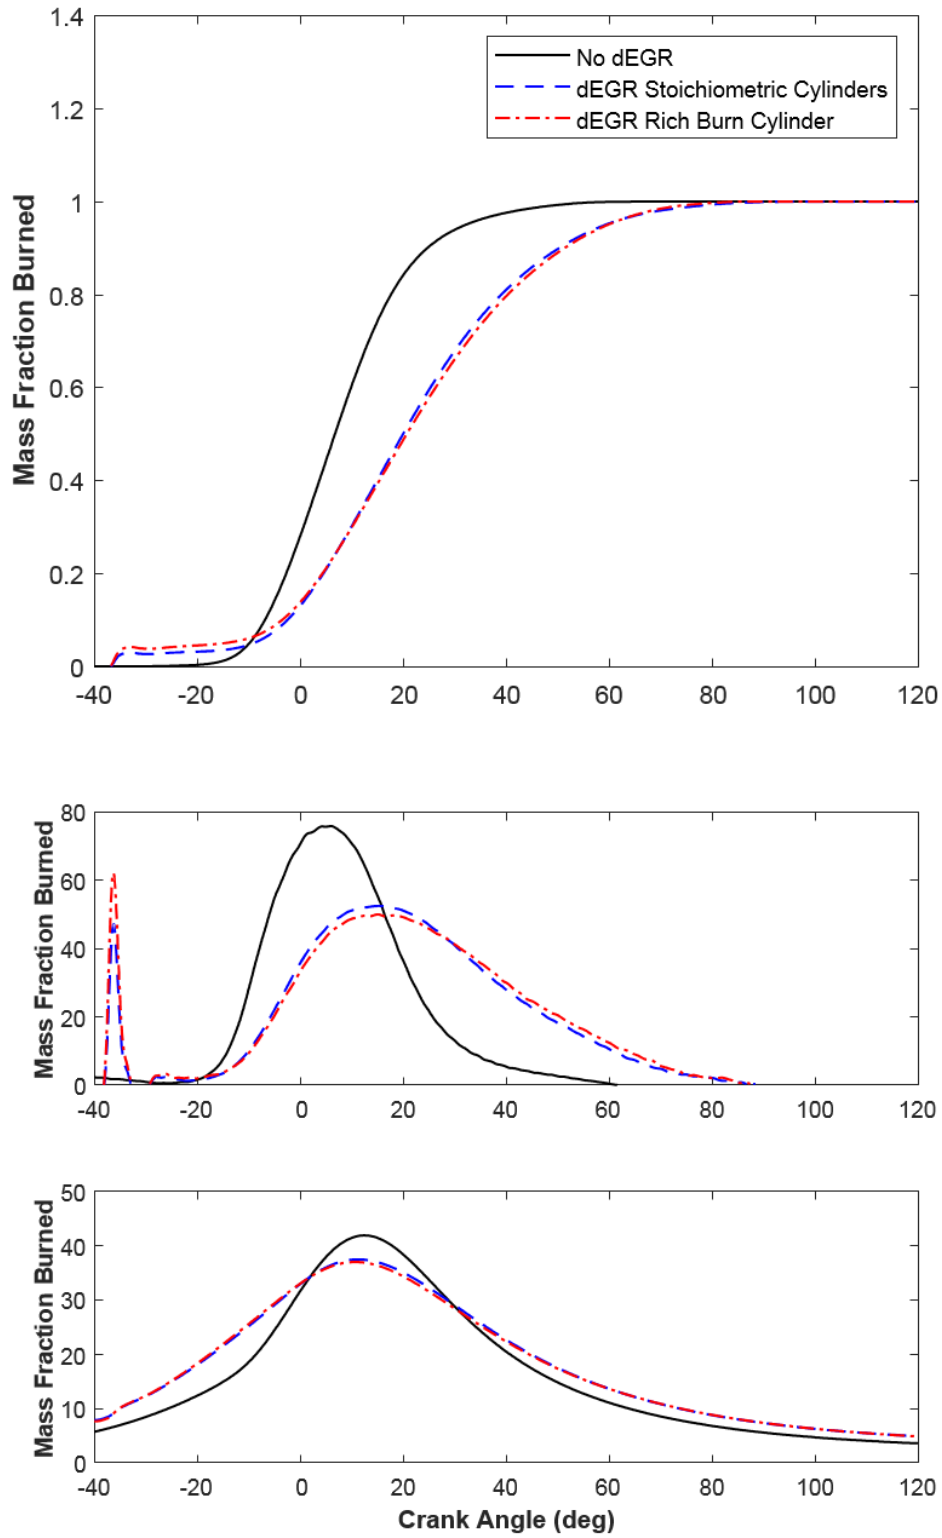 1.4
1.2
1
0.8
0.6
0.4
0.2
0
Mass Fraction Burned
No dEGR
dEGR Stoichiometric Cylinders
dEGR Rich Burn Cylinder
-40 -20 0 20 40 60 80 100 120
80
60
40
20
0
Mass Fraction Burned
-40 -20 0 20 40 60 80 100 120
50
40
30
20
10
0
Mass Fraction Burned
-40 -20 0 20 40 60 80 100 120
Crank Angle (deg)